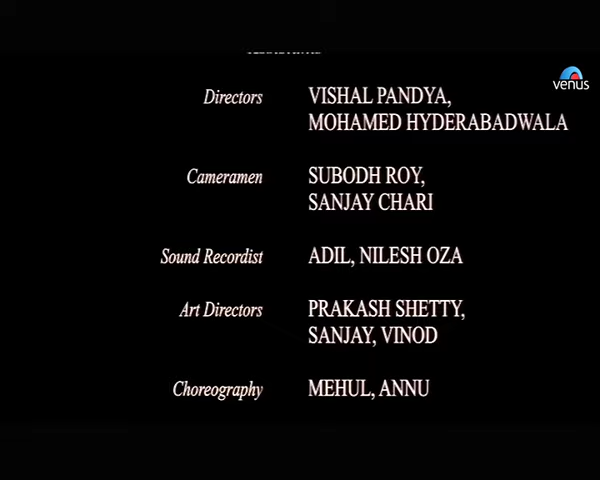 venus
Directors VISHAL PANDYA,
MOHAMED HYDERABADWALA
Cameramen SUBODH ROY,
SANJAY CHARI
Sound Recordist ADIL, NILESH OZA
Art Directors PRAKASH SHETTY,
SANJAY, VINOD
Choreography MEHUL, ANNU